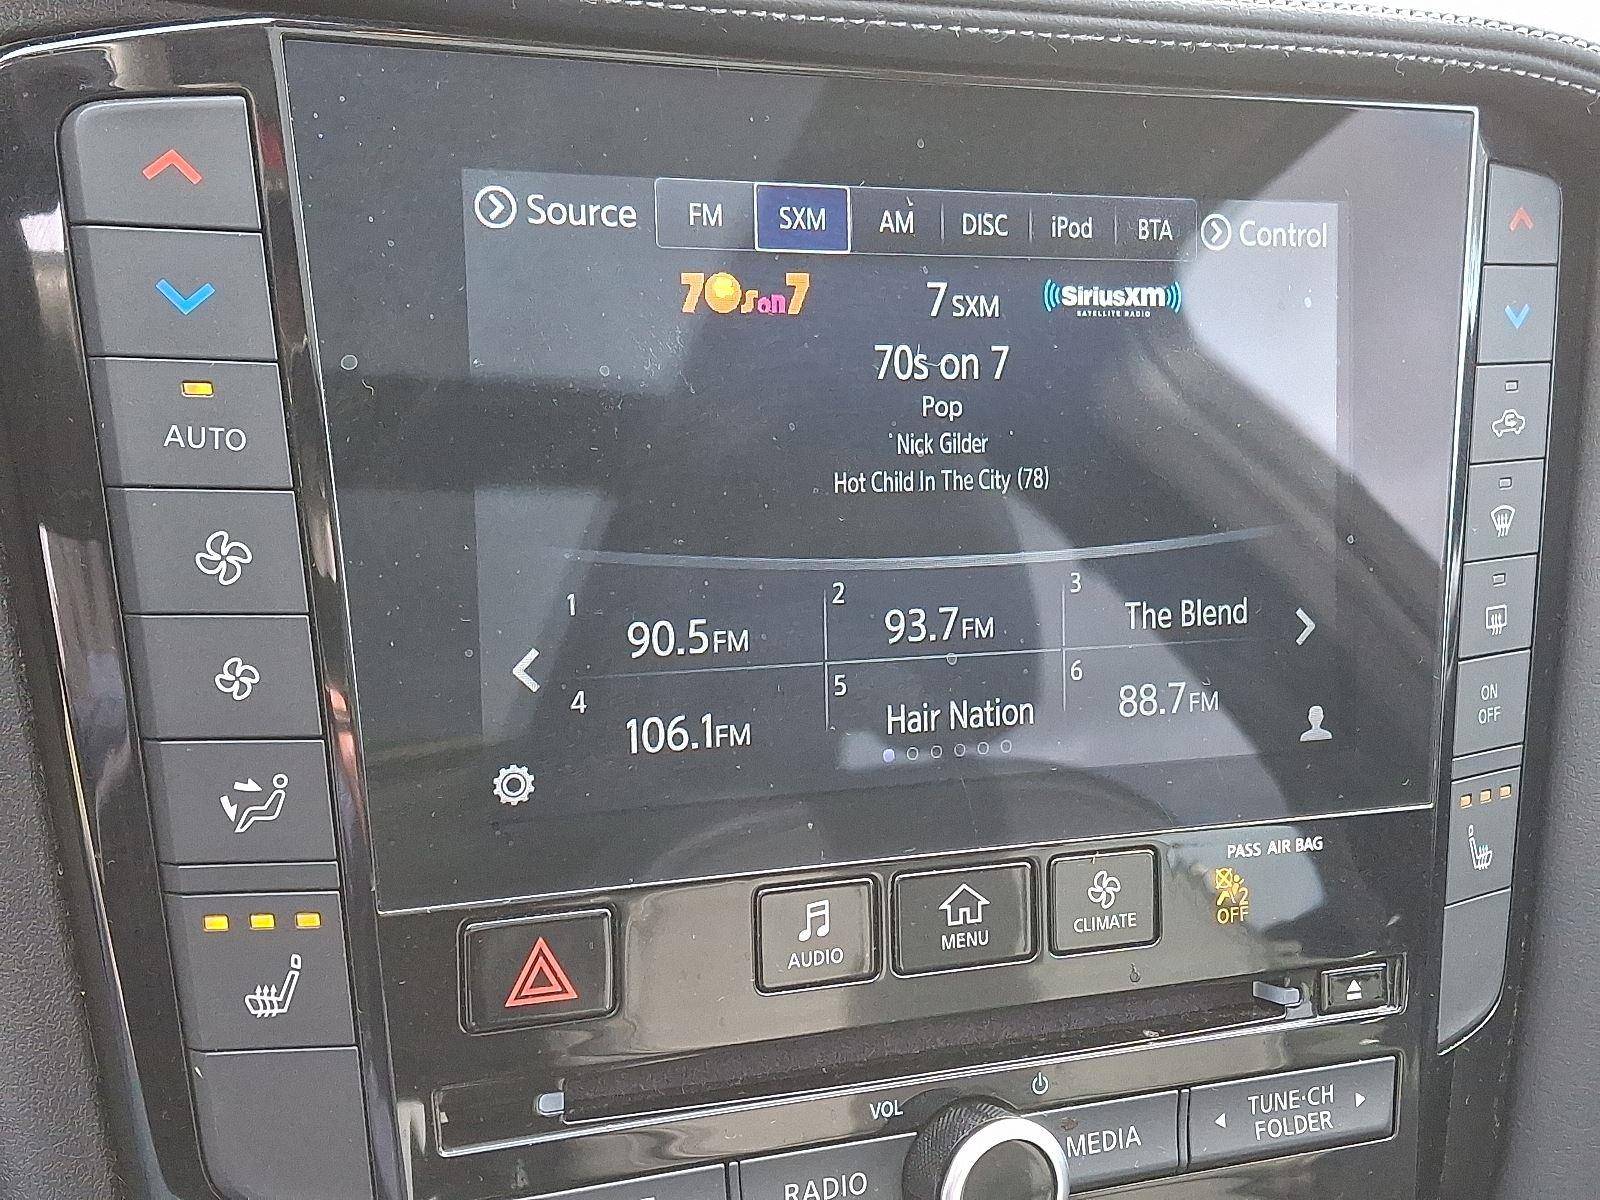 Source FM SXM AM DISC iPod BTA Control
70s on 7 7 SXM SiriusXM
SATELLITE RADIO
70s on 7
Pop
Nick Gilder
Hot Child In The City (78)
1 90.5FM 2 93.7FM 3 The Blend
4 106.1FM 5 Hair Nation 6 88.7FM
AUTO
ON
OFF
PASS AIR BAG
2
OFF
AUDIO
MENU
CLIMATE
VOL
RADIO
MEDIA
TUNE·CH
FOLDER